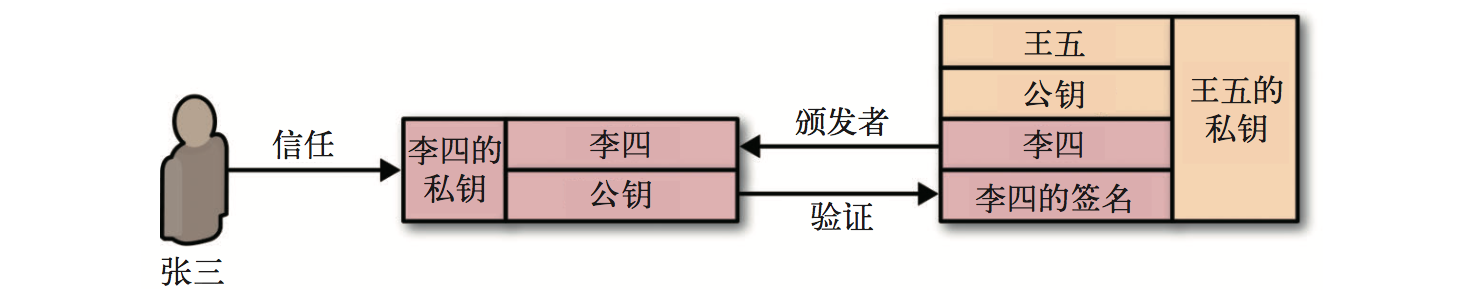 张三
信任
李四的
私钥
李四
公钥
颁发者
验证
王五
公钥
李四
李四的签名
王五的
私钥